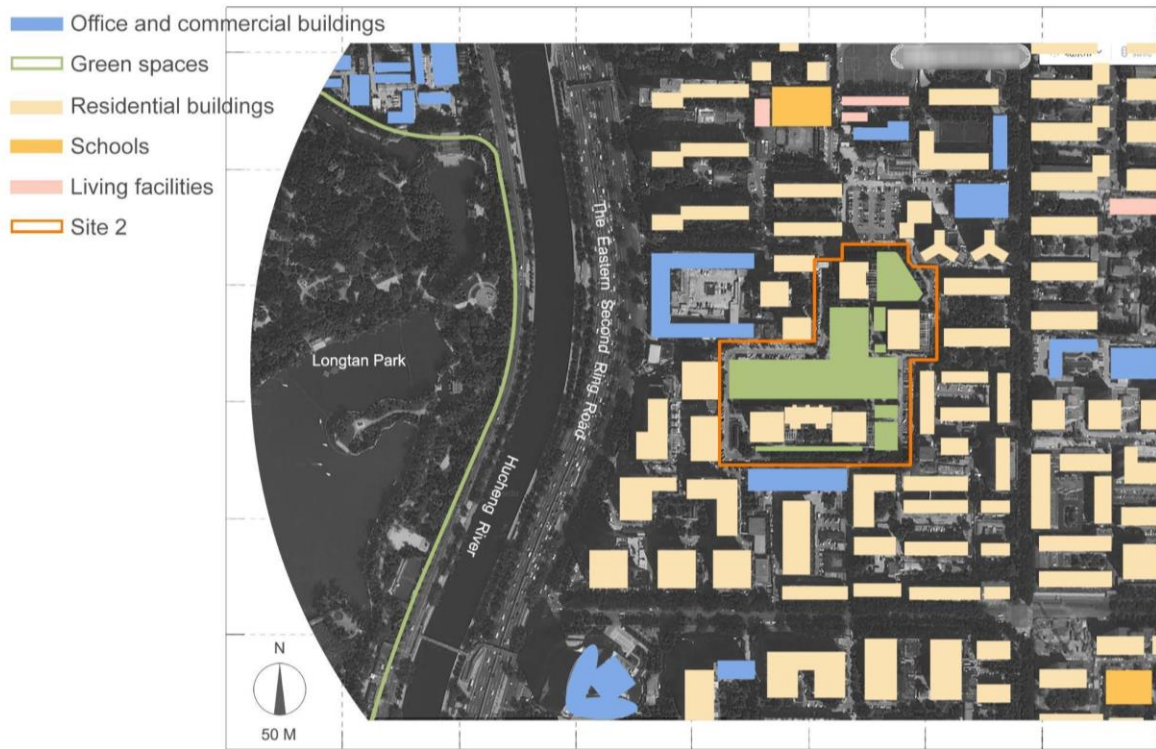 Office and commercial buildings
Green spaces
Residential buildings
Schools
Living facilities
Site 2
Longtan Park
Hucheng River
The Eastern Second Ring Road
N
50 M